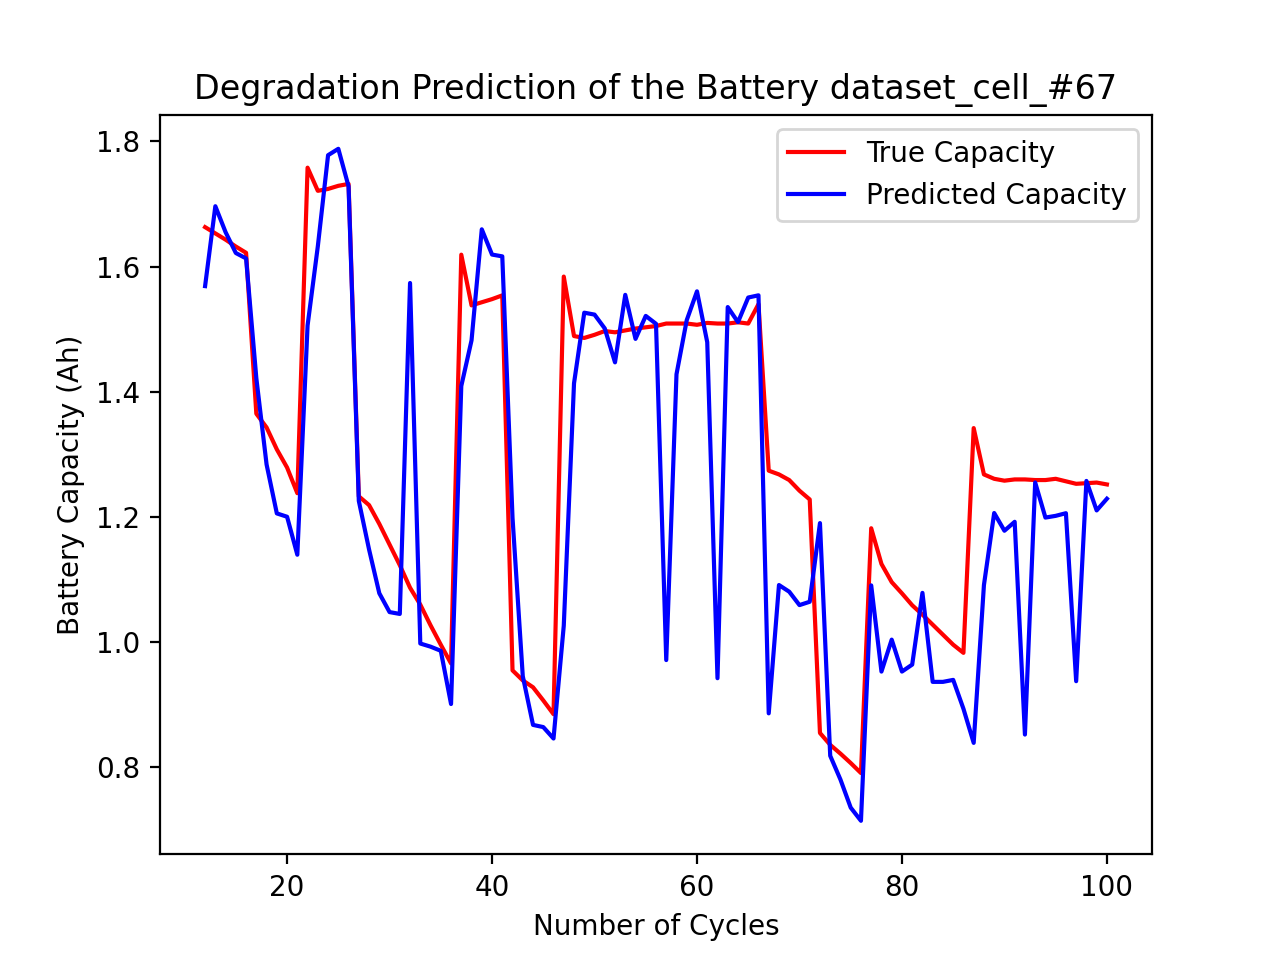 Degradation Prediction of the Battery dataset_cell_#67
True Capacity
Predicted Capacity
Battery Capacity (Ah)
1.8
1.6
1.4
1.2
1.0
0.8
20 40 60 80 100
Number of Cycles